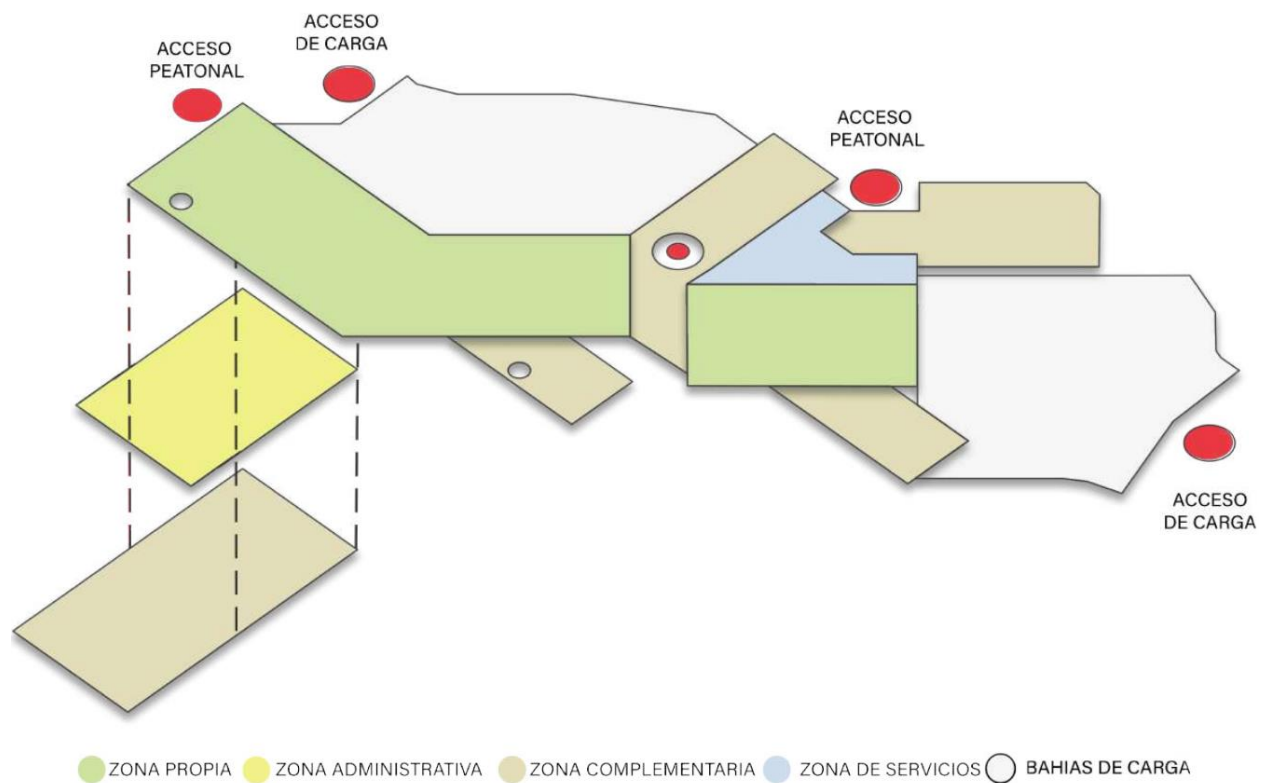 ACCESO
PEATONAL
ACCESO
DE CARGA
ACCESO
PEATONAL
ACCESO
DE CARGA
ZONA PROPIA
ZONA ADMINISTRATIVA
ZONA COMPLEMENTARIA
ZONA DE SERVICIOS
BAHIAS DE CARGA